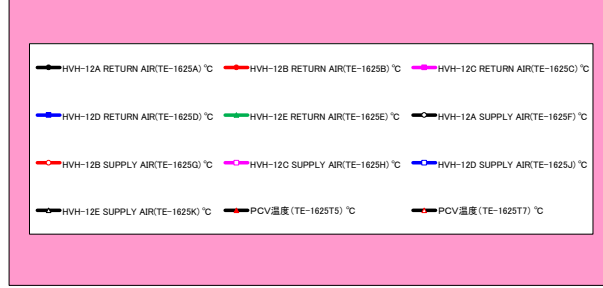 HVH-12A RETURN AIR(TE-1625A) ℃ HVH-12B RETURN AIR(TE-1625B) ℃ HVH-12C RETURN AIR(TE-1625C) ℃
HVH-12D RETURN AIR(TE-1625D) ℃ HVH-12E RETURN AIR(TE-1625E) ℃ HVH-12A SUPPLY AIR(TE-1625F) ℃
HVH-12B SUPPLY AIR(TE-1625G) ℃ HVH-12C SUPPLY AIR(TE-1625H) ℃ HVH-12D SUPPLY AIR(TE-1625J) ℃
HVH-12E SUPPLY AIR(TE-1625K) ℃ PCV温度(TE-1625T5) ℃ PCV温度(TE-1625T7) ℃